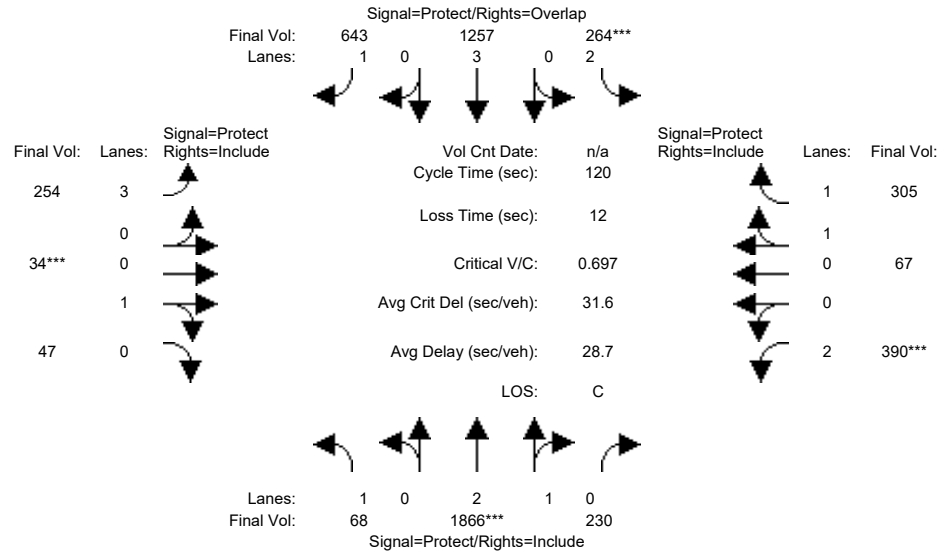 Signal=Protect/Rights=Overlap
Final Vol: 643 1257 264***
Lanes: 1 0 3 0 2
Signal=Protect Signal=Protect
Final Vol: Lanes: Rights=Include Vol Cnt Date: n/a Rights=Include Lanes: Final Vol:
Cycle Time (sec): 120
254 3 1 305
Loss Time (sec): 12
0 1
34*** 0 Critical V/C: 0.697 0 67
1 Avg Crit Del (sec/veh): 31.6 0
47 0 Avg Delay (sec/veh): 28.7 2 390***
LOS: C
Lanes: 1 0 2 1 0
Final Vol: 68 1866*** 230
Signal=Protect/Rights=Include